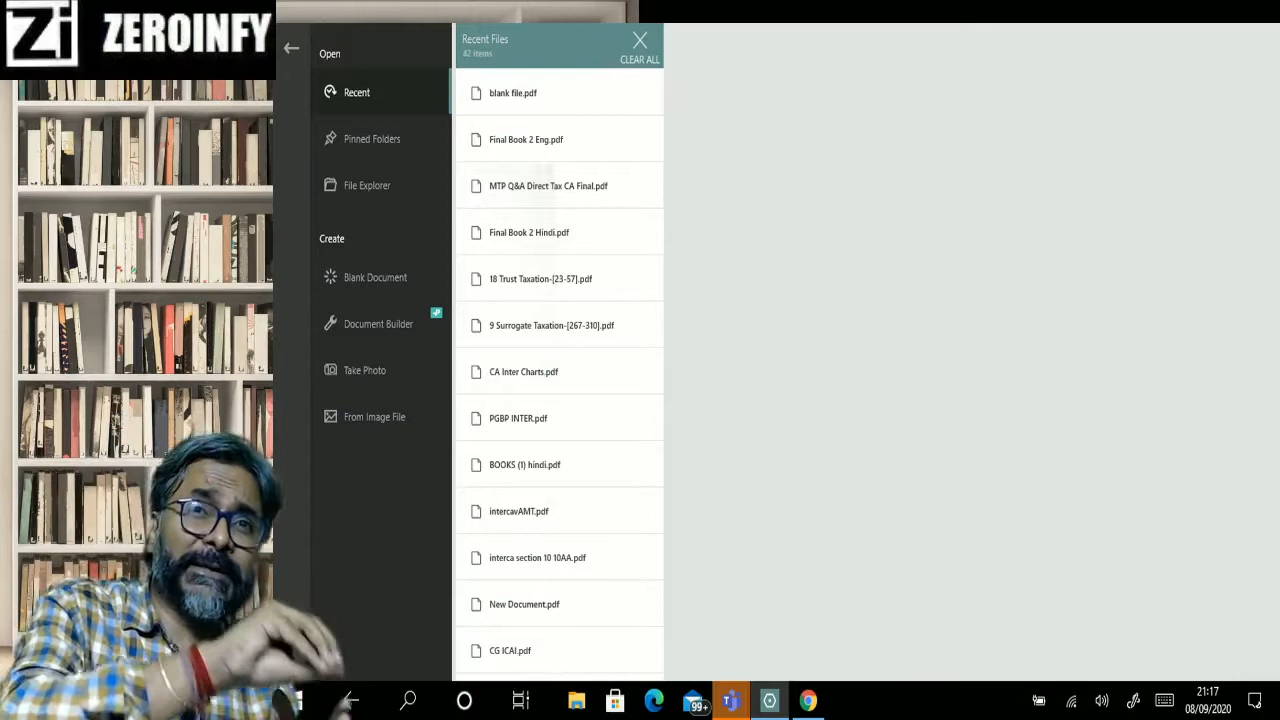 Zi ZEROINFY
Open
Recent
Pinned Folders
File Explorer
Create
Blank Document
Document Builder
Take Photo
From Image File
Recent Files
42 items
CLEAR ALL
blank file.pdf
Final Book 2 Eng.pdf
MTP Q&A Direct Tax CA Final.pdf
Final Book 2 Hindi.pdf
18 Trust Taxation-[23-57].pdf
9 Surrogate Taxation-[267-310].pdf
CA Inter Charts.pdf
PGBP INTER.pdf
BOOKS (1) hindi.pdf
intercavAMT.pdf
interca section 10 10AA.pdf
New Document.pdf
CG ICAI.pdf
99+
21:17
08/09/2020